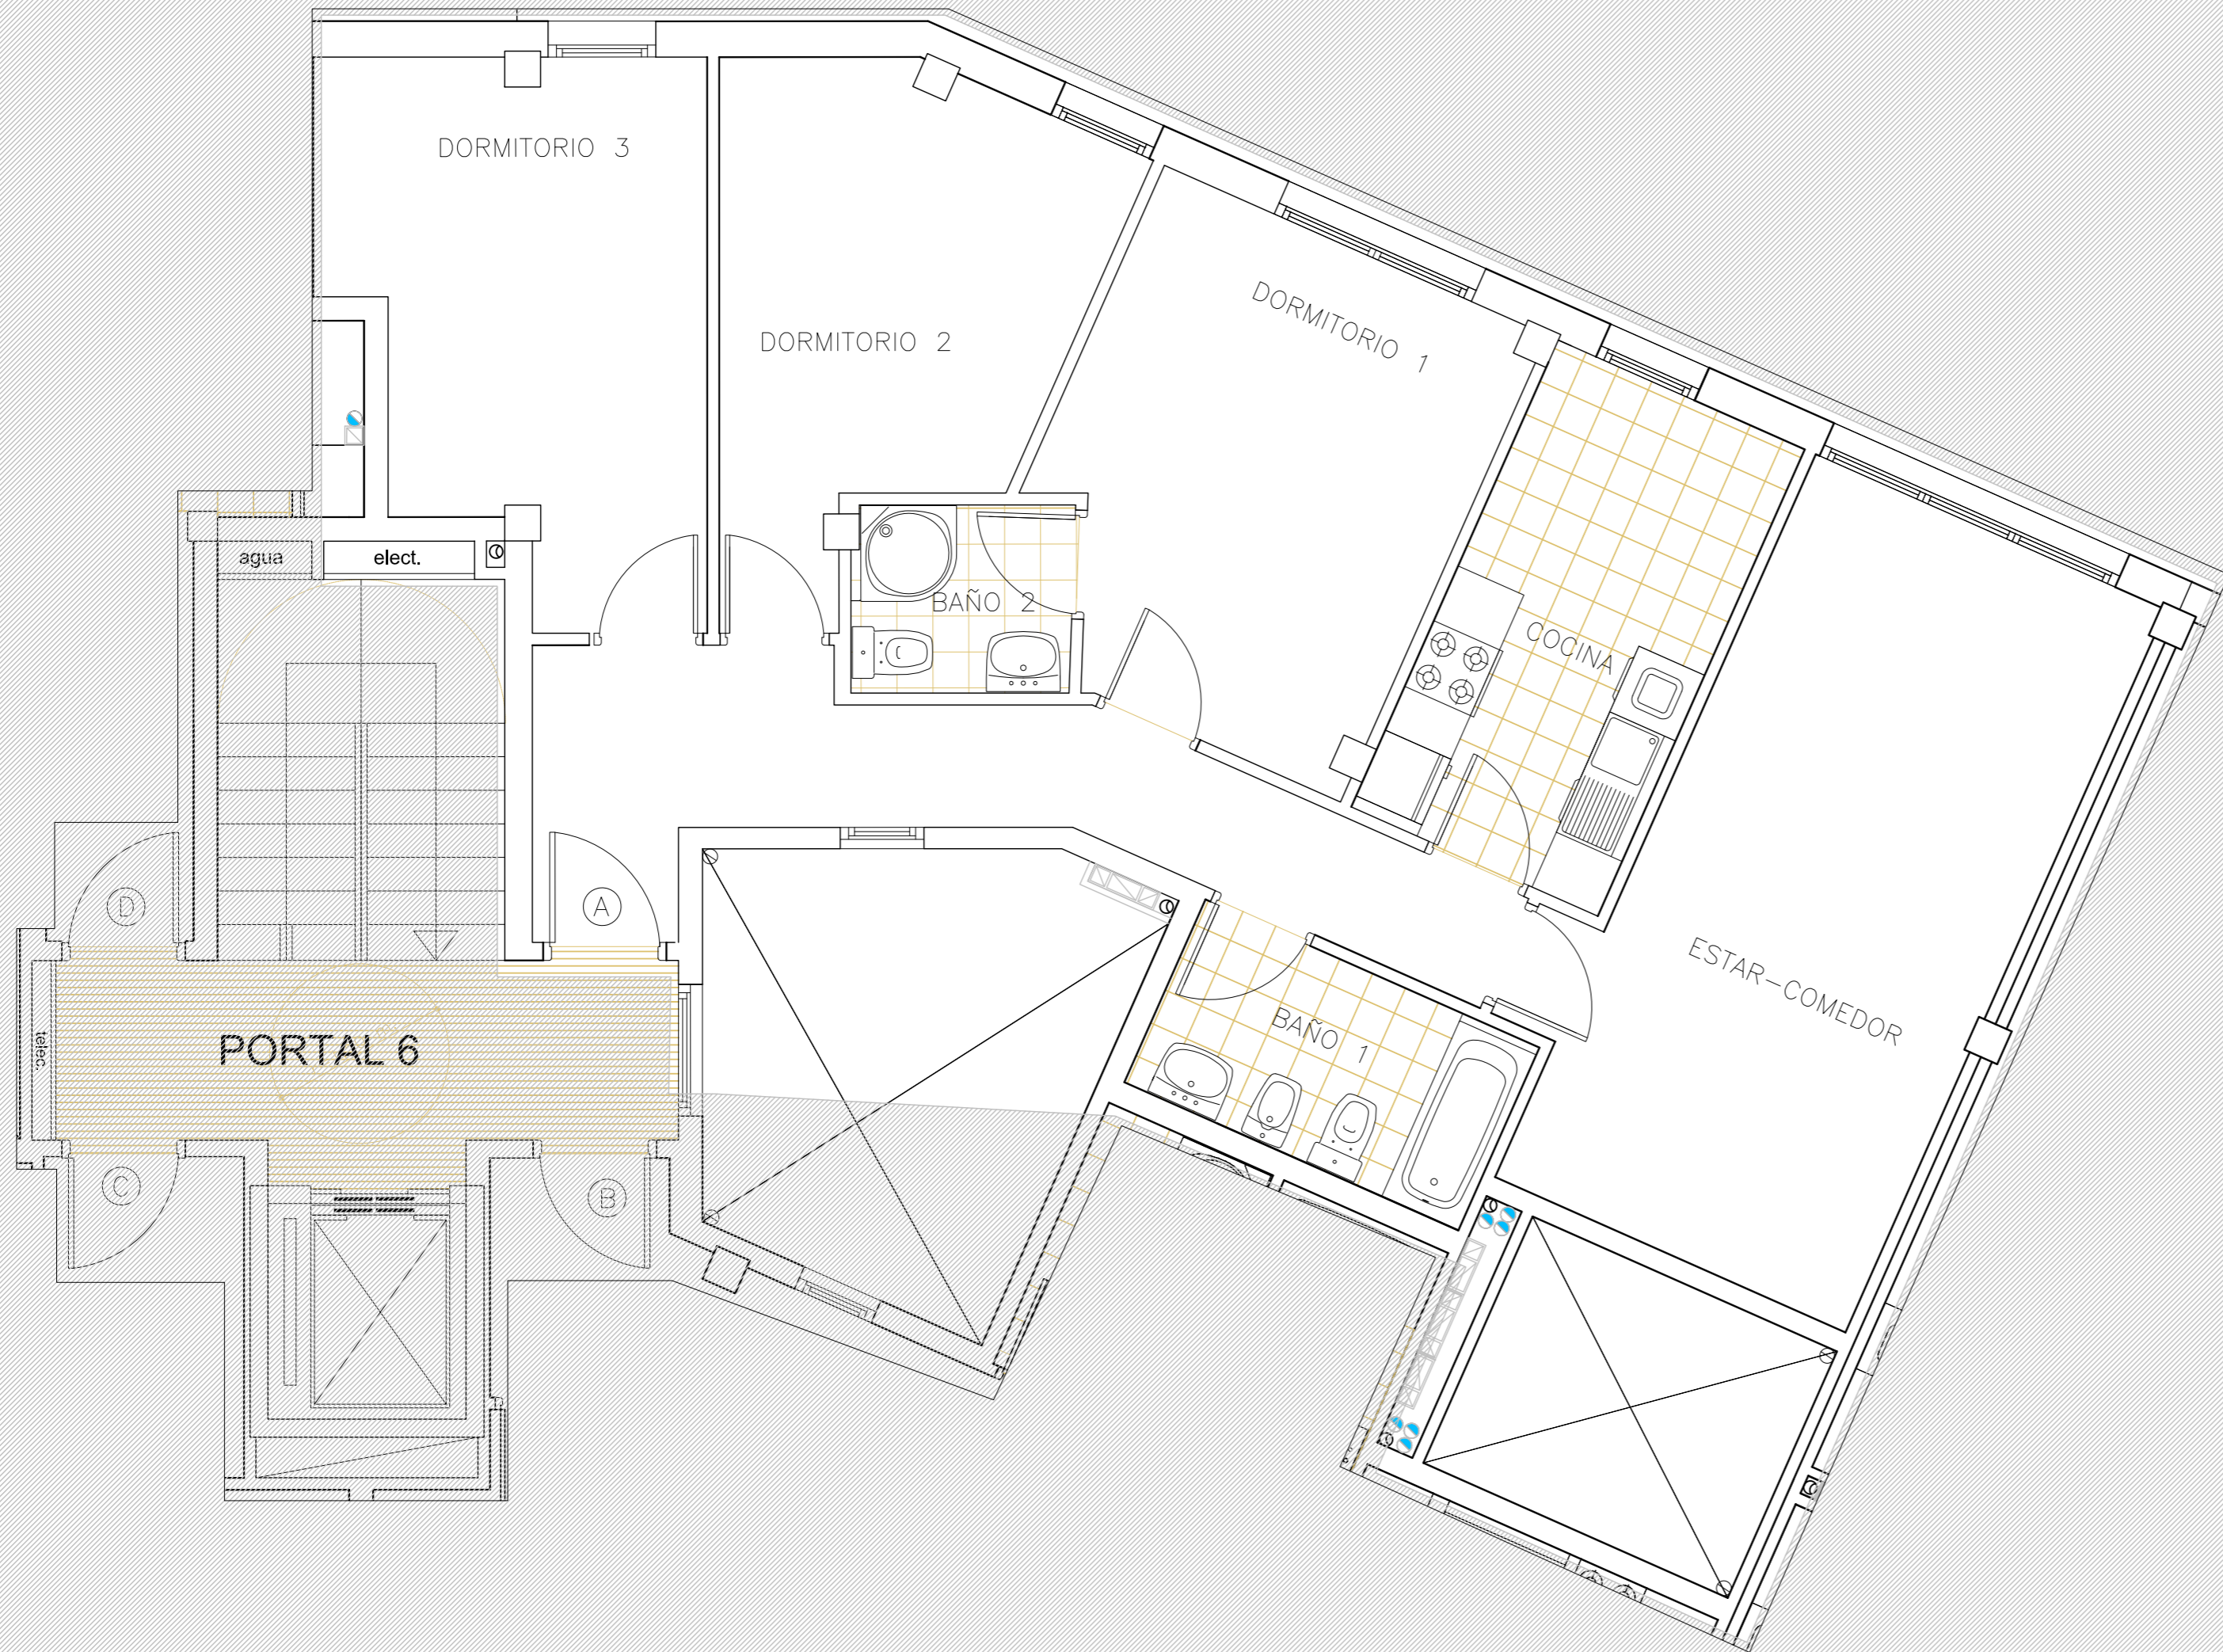 DORMITORIO 3
DORMITORIO 2
DORMITORIO 1
agua
elect.
BAÑO 2
COCINA
D
A
ESTAR-COMEDOR
BAÑO 1
telec.
PORTAL 6
C
B